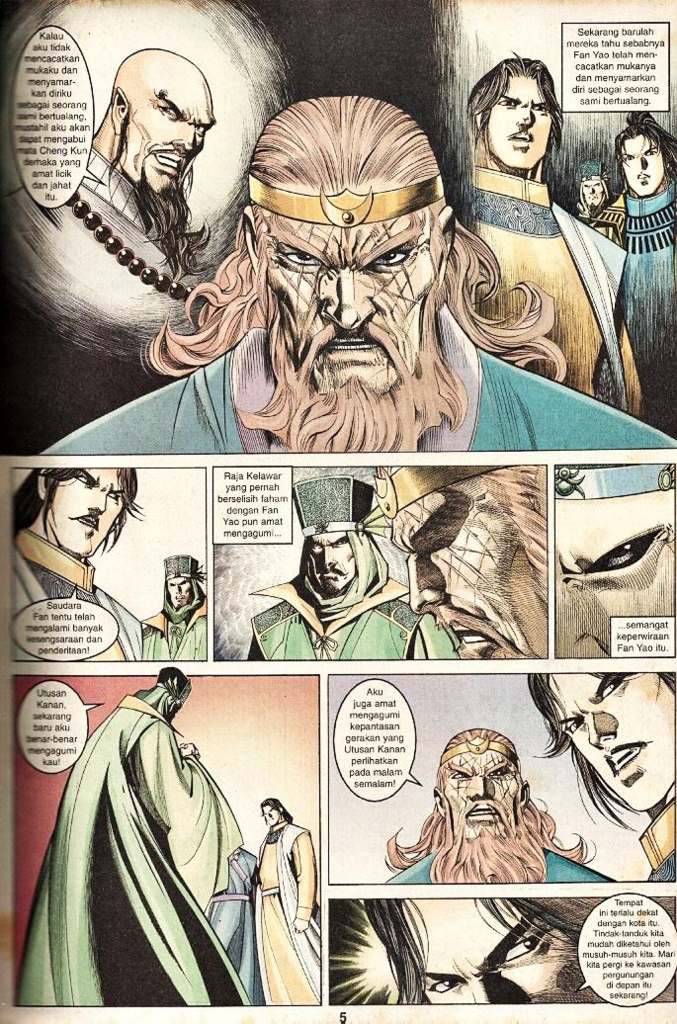 Kalau
aku tidak
mencacatkan
mukaku dan
menyamar-
kan diriku
sebagai seorang
sami bertualang,
mustahil aku akan
dapat mengabui
mata Cheng Kun
derhaka yang
amat licik
dan jahat
itu.
Sekarang barulah
mereka tahu sebabnya
Fan Yao telah men-
cacatkan mukanya
dan menyamarkan
diri sebagai seorang
sami bertualang.
Saudara
Fan tentu telah
mengalami banyak
kesengsaraan dan
penderitaan!
Raja Kelawar
yang pernah
berselisih faham
dengan Fan
Yao pun amat
mengagumi...
...semangat
keperwiraan
Fan Yao itu.
Utusan
Kanan,
sekarang
baru aku
benar-benar
mengagumi
kau!
Aku
juga amat
mengagumi
kepantasan
gerakan yang
Utusan Kanan
perlihatkan
pada malam
semalam!
Tempat
ini terlalu dekat
dengan kota itu.
Tindak-tanduk kita
mudah diketahui oleh
musuh-musuh kita. Mari
kita pergi ke kawasan
pergunungan
di depan itu
sekarang!
5